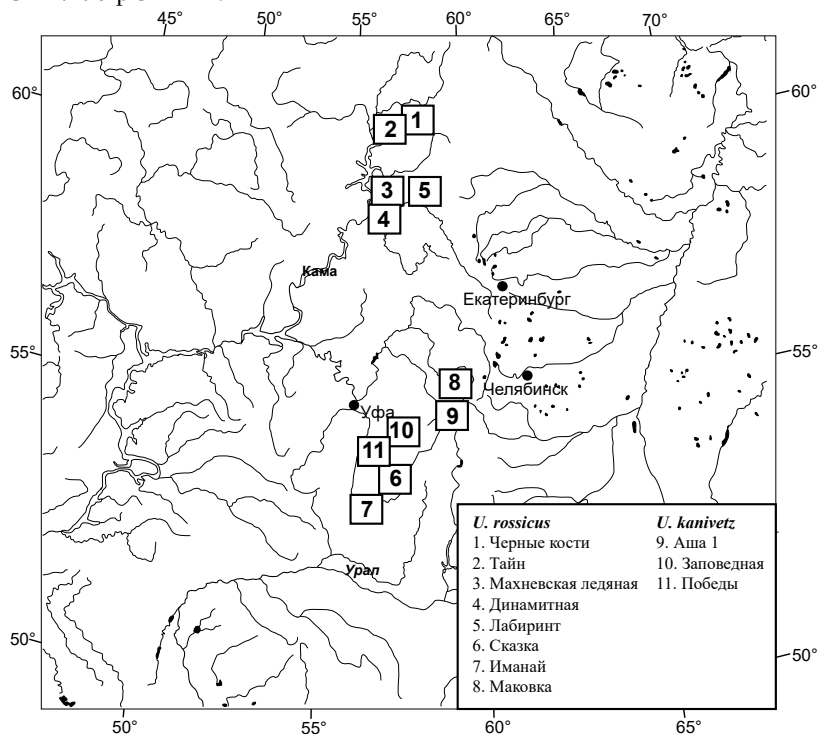 45° 50° 55° 60° 65° 70°
60° 60°
1
2
3 5
4
Кама
Екатеринбург
55° 55°
8
Челябинск
Уфа
9
10
11
6
7
U. rossicus U. kanivetz
1. Черные кости 9. Аша 1
2. Тайн 10. Заповедная
3. Махневская ледяная 11. Победы
4. Динамитная
5. Лабиринт
6. Сказка
7. Иманай
8. Маковка
Урал
50° 50°
50° 55° 60° 65°